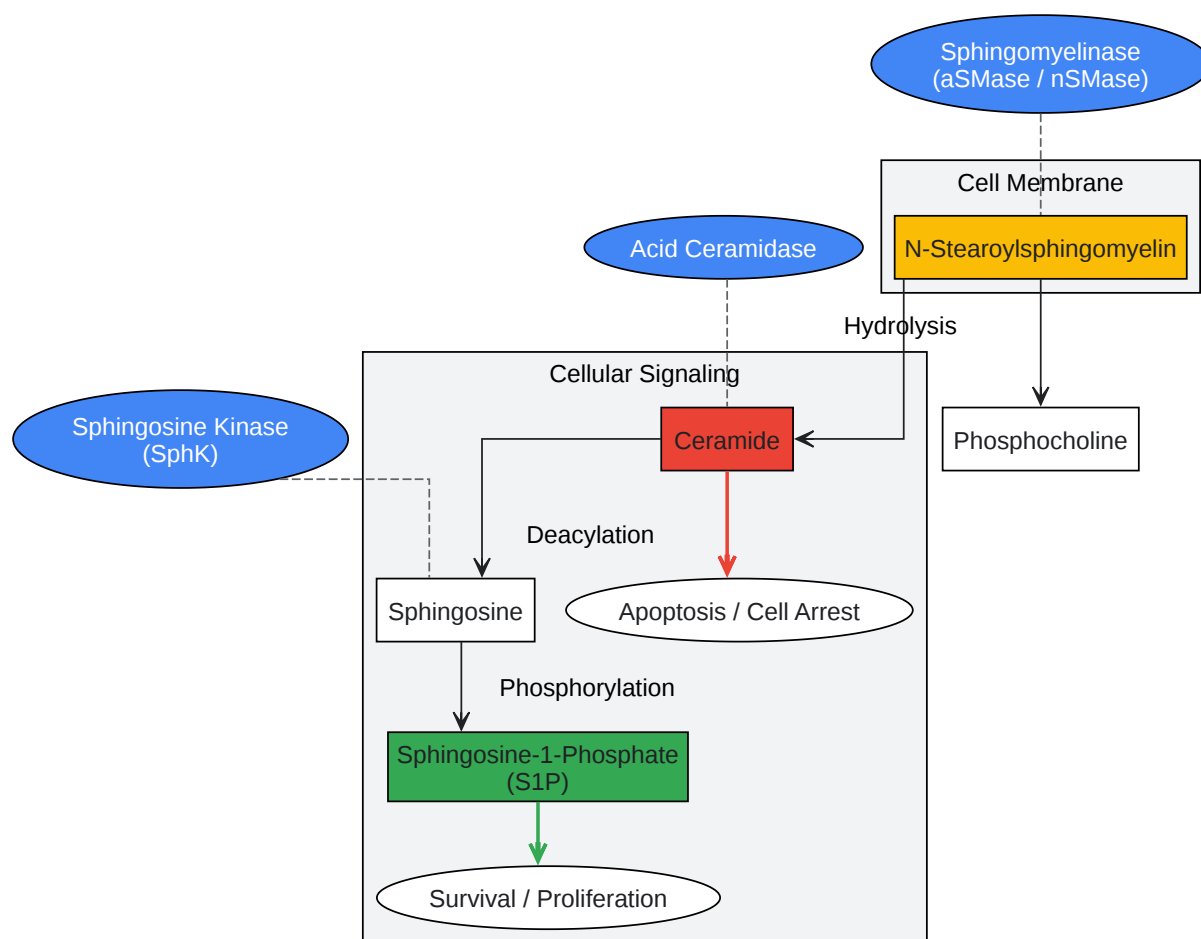 Sphingomyelinase
(aSMase / nSMase)
Cell Membrane
Acid Ceramidase
N-Stearoylsphingomyelin
Hydrolysis
Cellular Signaling
Sphingosine Kinase
(SphK)
Ceramide
Phosphocholine
Deacylation
Sphingosine
Apoptosis / Cell Arrest
Phosphorylation
Sphingosine-1-Phosphate
(S1P)
Survival / Proliferation